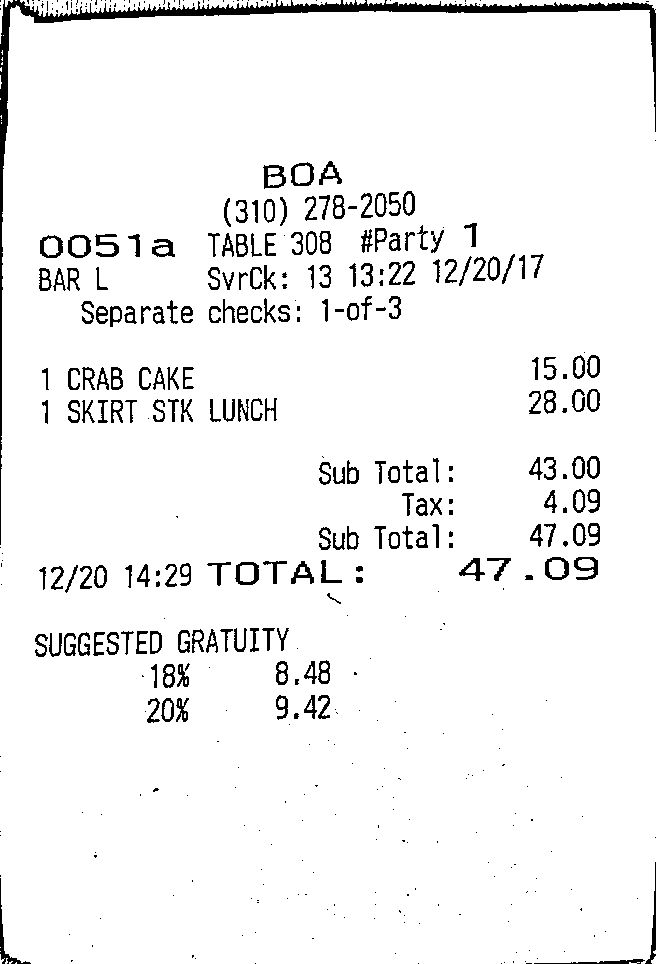 BOA
(310) 278-2050
0051a TABLE 308 #Party 1
BAR L SvrCk: 13 13:22 12/20/17
Separate checks: 1-of-3
1 CRAB CAKE 15.00
1 SKIRT STK LUNCH 28.00
Sub Total: 43.00
Tax: 4.09
Sub Total: 47.09
12/20 14:29 TOTAL: 47.09
SUGGESTED GRATUITY
18% 8.48
20% 9.42